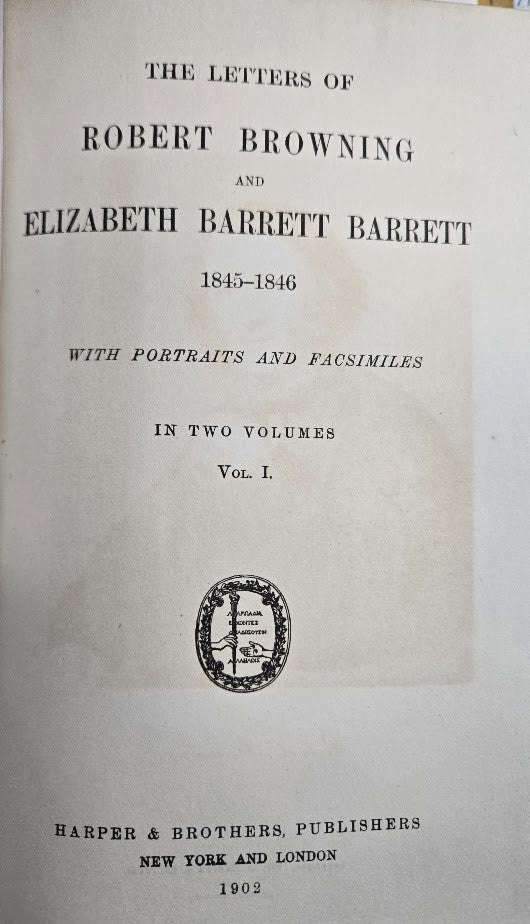 THE LETTERS OF
ROBERT BROWNING
AND
ELIZABETH BARRETT BARRETT
1845–1846
WITH PORTRAITS AND FACSIMILES
IN TWO VOLUMES
VOL. I.
HARPER & BROTHERS, PUBLISHERS
NEW YORK AND LONDON
1902